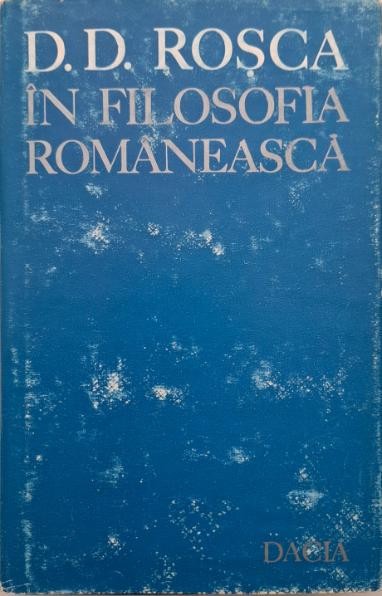 D. D. ROȘCA
ÎN FILOSOFIA
ROMÂNEASCĂ
DACIA